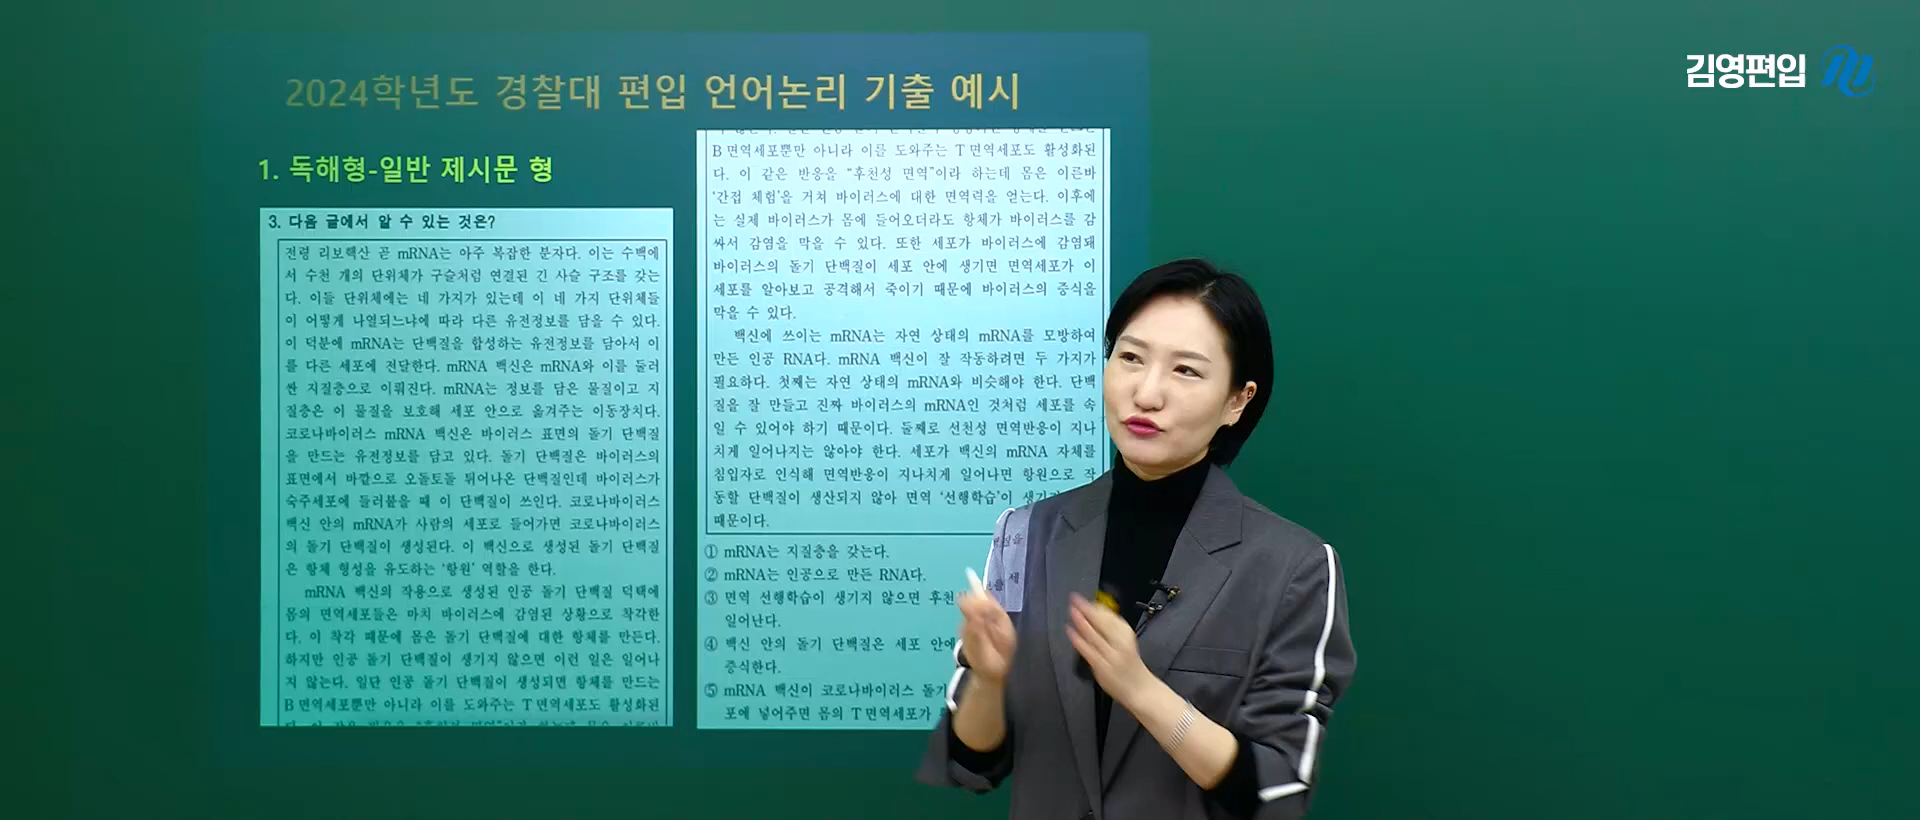 김영편입
2024학년도 경찰대 편입 언어논리 기출 예시
1. 독해형-일반 제시문 형
3. 다음 글에서 알 수 있는 것은?
전령 리보핵산 곧 mRNA는 아주 복잡한 분자다. 이는 수백에
서 수천 개의 단위체가 구슬처럼 연결된 긴 사슬 구조를 갖는
다. 이들 단위체에는 네 가지가 있는데 이 네 가지 단위체들
이 어떻게 나열되느냐에 따라 다른 유전정보를 담을 수 있다.
이 덕분에 mRNA는 단백질을 합성하는 유전정보를 담아서 이
를 다른 세포에 전달한다. mRNA 백신은 mRNA와 이를 둘러
싼 지질층으로 이뤄진다. mRNA는 정보를 담은 물질이고 지
질층은 이 물질을 보호해 세포 안으로 옮겨주는 이동장치다.
코로나바이러스 mRNA 백신은 바이러스 표면의 돌기 단백질
을 만드는 유전정보를 담고 있다. 돌기 단백질은 바이러스의
표면에서 바깥으로 오돌토돌 튀어나온 단백질인데 바이러스가
숙주세포에 들러붙을 때 이 단백질이 쓰인다. 코로나바이러스
백신 안의 mRNA가 사람의 세포로 들어가면 코로나바이러스
의 돌기 단백질이 생성된다. 이 백신으로 생성된 돌기 단백질
은 항체 형성을 유도하는 ‘항원’ 역할을 한다.
mRNA 백신의 작용으로 생성된 인공 돌기 단백질 덕택에
몸의 면역세포들은 마치 바이러스에 감염된 상황으로 착각한
다. 이 착각 때문에 몸은 돌기 단백질에 대한 항체를 만든다.
하지만 인공 돌기 단백질이 생기지 않으면 이런 일은 일어나
지 않는다. 일단 인공 돌기 단백질이 생성되면 항체를 만드는
B면역세포뿐만 아니라 이를 도와주는 T면역세포도 활성화된
B면역세포뿐만 아니라 이를 도와주는 T면역세포도 활성화된
다. 이 같은 반응을 “후천성 면역”이라 하는데 몸은 이른바
‘간접 체험’을 거쳐 바이러스에 대한 면역력을 얻는다. 이후에
는 실제 바이러스가 몸에 들어오더라도 항체가 바이러스를 감
싸서 감염을 막을 수 있다. 또한 세포가 바이러스에 감염돼
바이러스의 돌기 단백질이 세포 안에 생기면 면역세포가 이
세포를 알아보고 공격해서 죽이기 때문에 바이러스의 증식을
막을 수 있다.
백신에 쓰이는 mRNA는 자연 상태의 mRNA를 모방하여
만든 인공 RNA다. mRNA 백신이 잘 작동하려면 두 가지가
필요하다. 첫째는 자연 상태의 mRNA와 비슷해야 한다. 단백
질을 잘 만들고 진짜 바이러스의 mRNA인 것처럼 세포를 속
일 수 있어야 하기 때문이다. 둘째로 선천성 면역반응이 지나
치게 일어나지는 않아야 한다. 세포가 백신의 mRNA 자체를
침입자로 인식해 면역반응이 지나치게 일어나면 항원으로 작
동할 단백질이 생산되지 않아 면역 ‘선행학습’이
때문이다.
① mRNA는 지질층을 갖는다.
② mRNA는 인공으로 만든 RNA다.
③ 면역 선행학습이 생기지 않으면
일어난다.
④ 백신 안의 돌기 단백질은 세포
증식한다.
⑤ mRNA 백신이 코로나바이러스 돌기
포에 넣어주면 몸의 T면역세포가